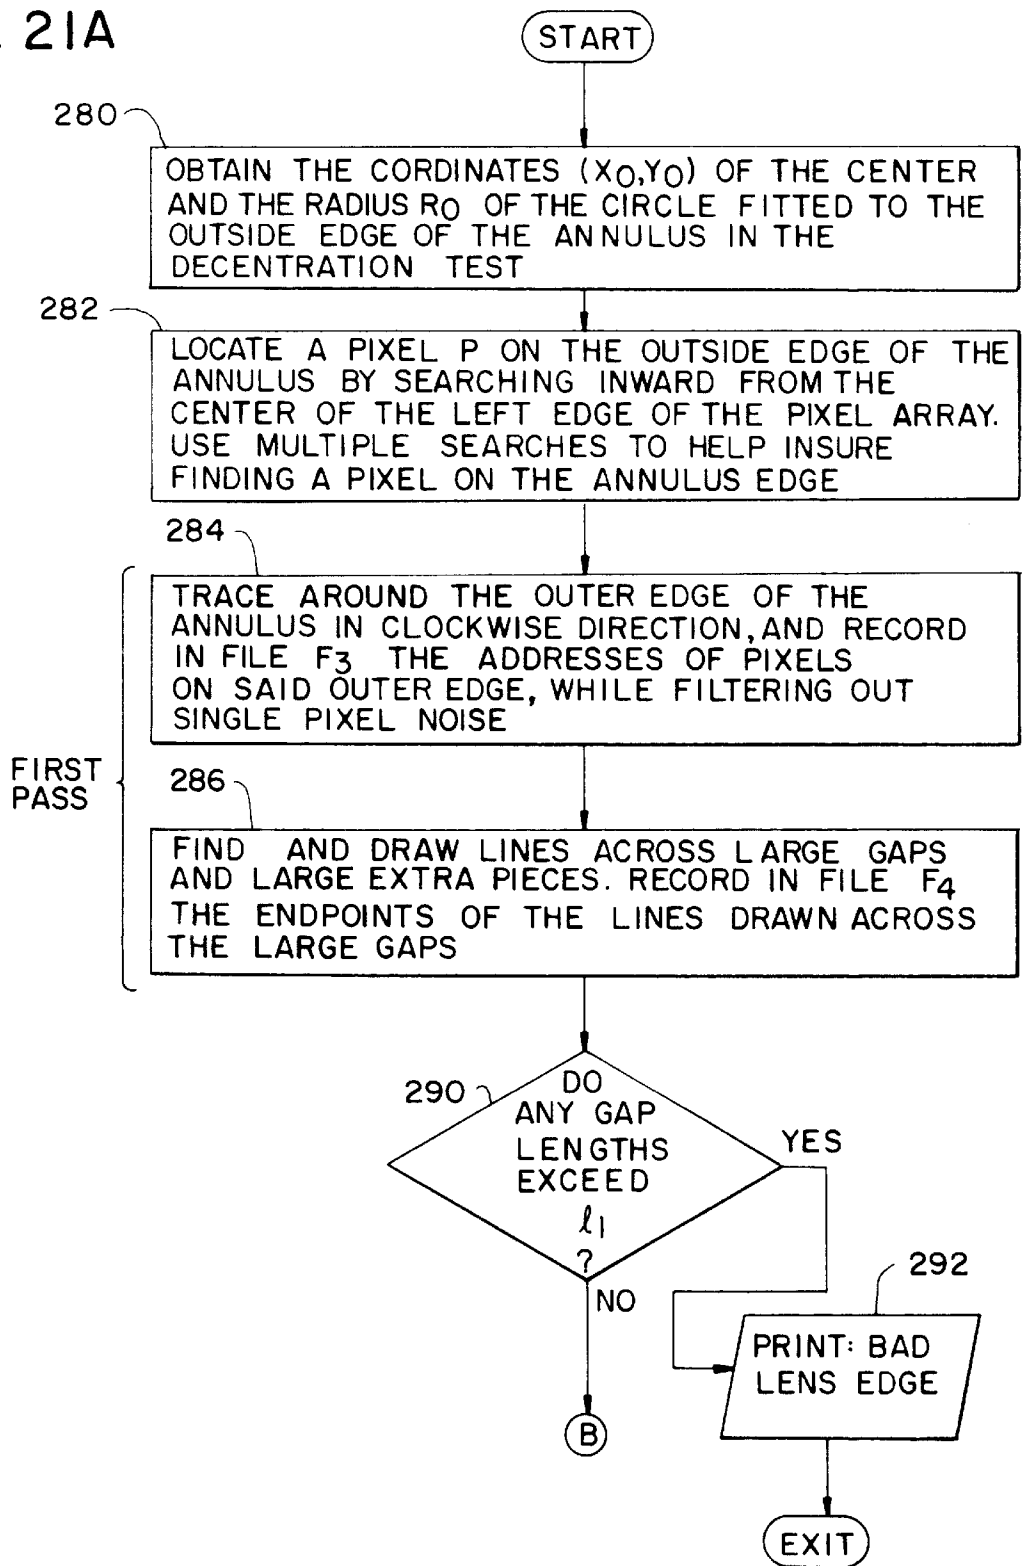 21A
START
280
OBTAIN THE CORDINATES (X0,Y0) OF THE CENTER
AND THE RADIUS R0 OF THE CIRCLE FITTED TO THE
OUTSIDE EDGE OF THE ANNULUS IN THE
DECENTRATION TEST
282
LOCATE A PIXEL P ON THE OUTSIDE EDGE OF THE
ANNULUS BY SEARCHING INWARD FROM THE
CENTER OF THE LEFT EDGE OF THE PIXEL ARRAY.
USE MULTIPLE SEARCHES TO HELP INSURE
FINDING A PIXEL ON THE ANNULUS EDGE
284
TRACE AROUND THE OUTER EDGE OF THE
ANNULUS IN CLOCKWISE DIRECTION, AND RECORD
IN FILE F3 THE ADDRESSES OF PIXELS
ON SAID OUTER EDGE, WHILE FILTERING OUT
SINGLE PIXEL NOISE
FIRST
PASS
286
FIND AND DRAW LINES ACROSS LARGE GAPS
AND LARGE EXTRA PIECES. RECORD IN FILE F4
THE ENDPOINTS OF THE LINES DRAWN ACROSS
THE LARGE GAPS
290
DO
ANY GAP
LENGTHS
EXCEED
ℓ1
?
YES
NO
292
PRINT: BAD
LENS EDGE
B
EXIT